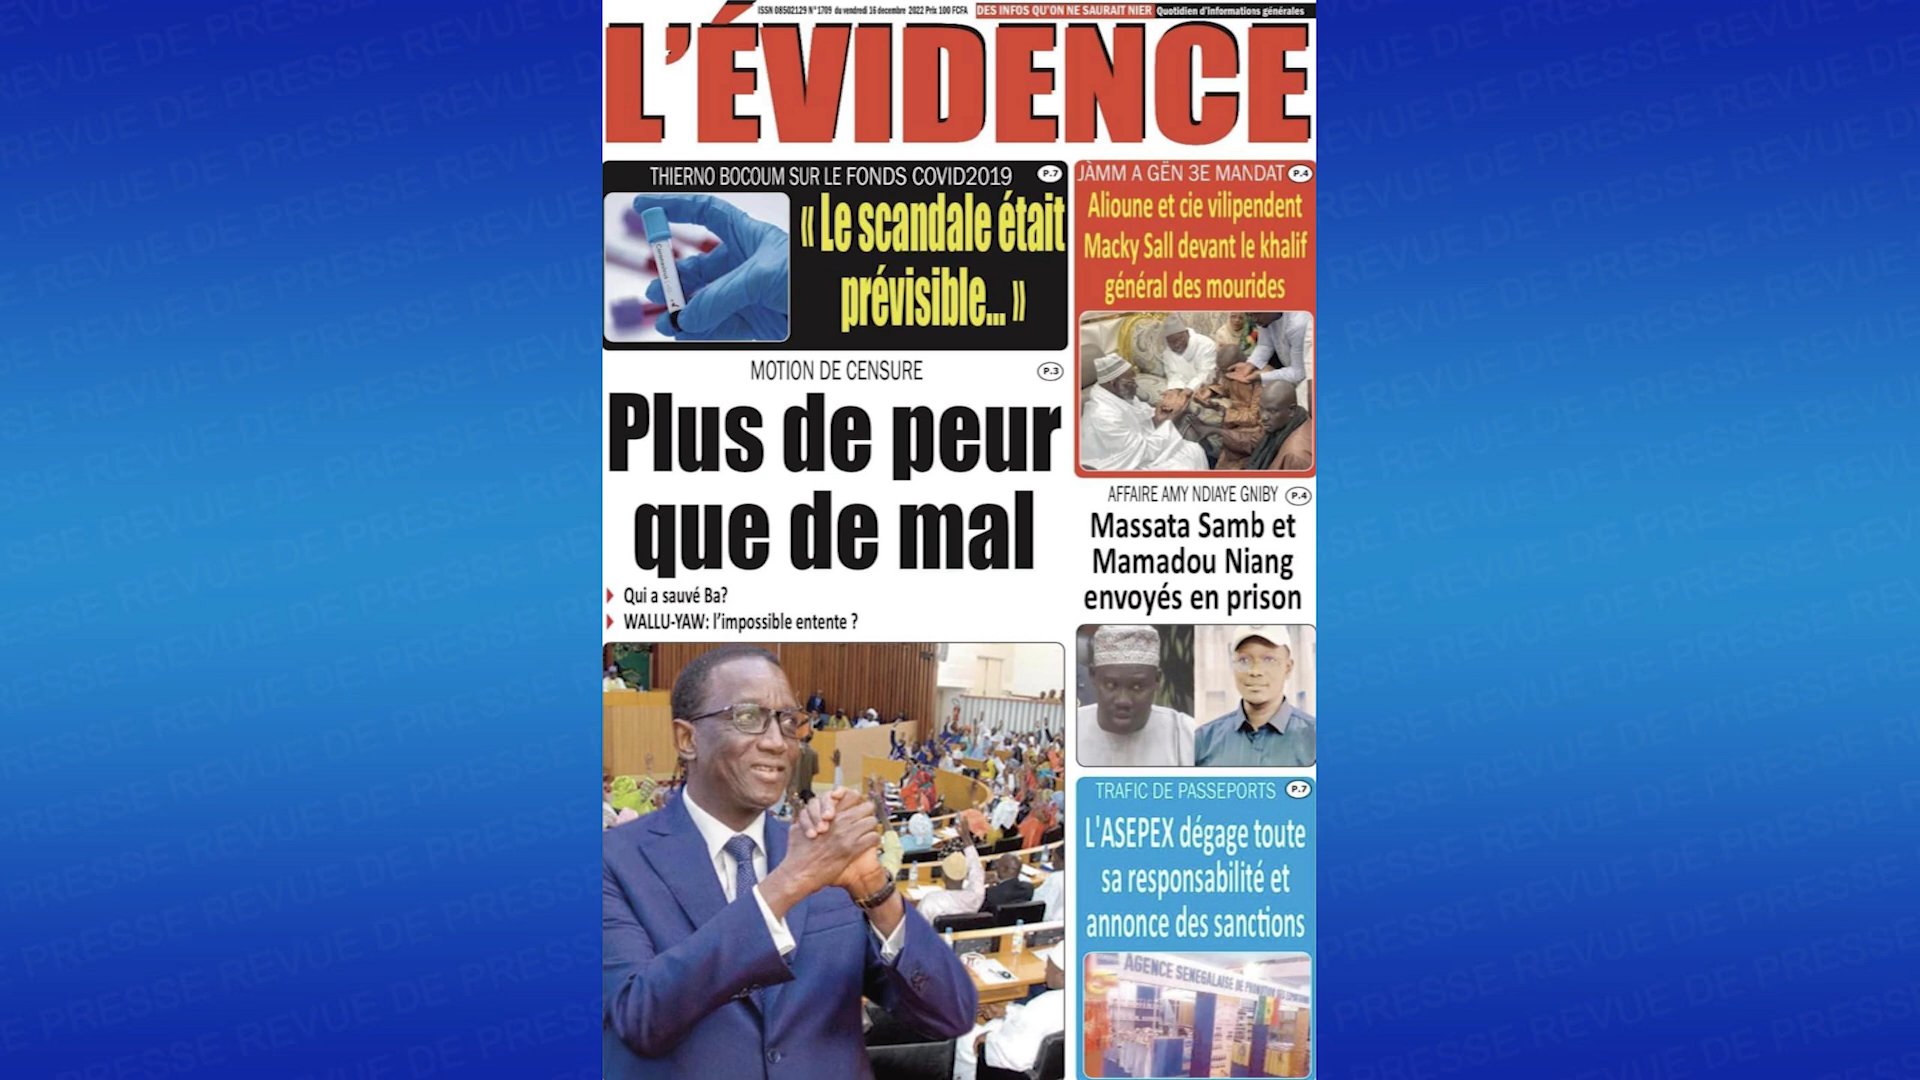 ISSN 08502129 N° 1709 du vendredi 16 decembre 2022 Prix 100 FCFA
DES INFOS QU'ON NE SAURAIT NIER
Quotidien d'informations générales
L'ÉVIDENCE
THIERNO BOCOUM SUR LE FONDS COVID2019
P.7
« Le scandale était
prévisible... »
Coronavirus
JÀMM A GËN 3E MANDAT
P.4
Alioune et cie vilipendent
Macky Sall devant le khalif
général des mourides
MOTION DE CENSURE
P.3
Plus de peur
que de mal
Qui a sauvé Ba?
WALLU-YAW: l'impossible entente ?
AFFAIRE AMY NDIAYE GNIBY
P.4
Massata Samb et
Mamadou Niang
envoyés en prison
TRAFIC DE PASSEPORTS
P.7
L'ASEPEX dégage toute
sa responsabilité et
annonce des sanctions
AGENCE SENEGALAISE DE PROMOTION DES
REVUE DE PRESSE